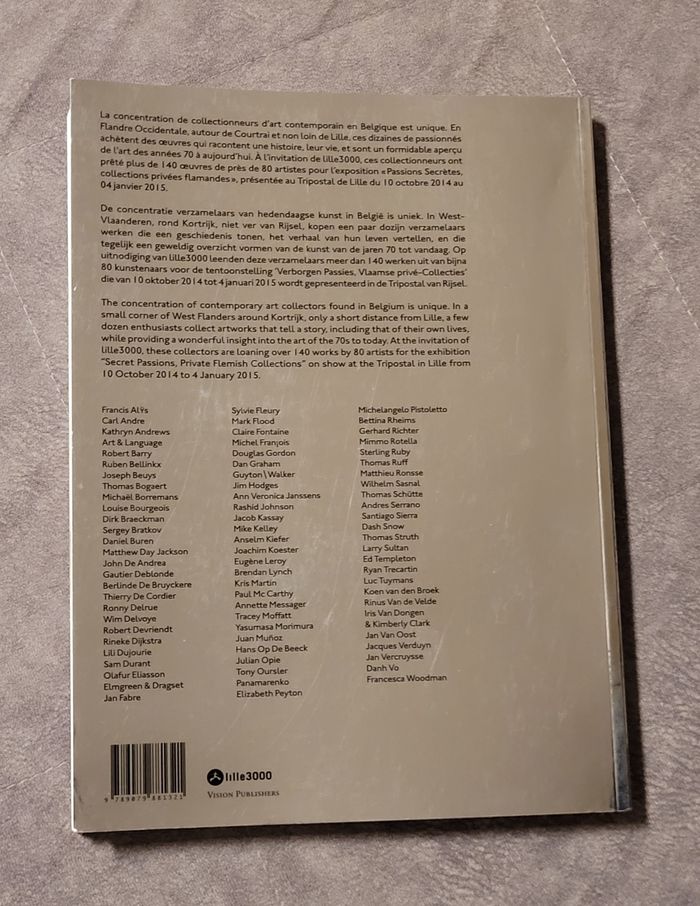 La concentration de collectionneurs d'art contemporain en Belgique est unique. En
Flandre Occidentale, autour de Courtrai et non loin de Lille, ces dizaines de passionnés
achètent des œuvres qui racontent une histoire, leur vie, et sont un formidable aperçu
de l'art des années 70 à aujourd'hui. À l'invitation de lille3000, ces collectionneurs ont
prêté plus de 140 œuvres de près de 80 artistes pour l'exposition «Passions Secrètes,
collections privées flamandes», présentée au Tripostal de Lille du 10 octobre 2014 au
04 janvier 2015.
De concentratie verzamelaars van hedendaagse kunst in België is uniek. In West-
Vlaanderen, rond Kortrijk, niet ver van Rijsel, kopen een paar dozijn verzamelaars
werken die een geschiedenis tonen, het verhaal van hun leven vertellen, en die
tegelijk een geweldig overzicht vormen van de kunst van de jaren 70 tot vandaag. Op
uitnodiging van lille3000 leenden deze verzamelaars meer dan 140 werken uit van bijna
80 kunstenaars voor de tentoonstelling 'Verborgen Passies, Vlaamse privé-Collecties'
die van 10 oktober 2014 tot 4 januari 2015 wordt gepresenteerd in de Tripostal van Rijsel.
The concentration of contemporary art collectors found in Belgium is unique. In a
small corner of West Flanders around Kortrijk, only a short distance from Lille, a few
dozen enthusiasts collect artworks that tell a story, including that of their own lives,
while providing a wonderful insight into the art of the 70s to today. At the invitation of
lille3000, these collectors are loaning over 140 works by 80 artists for the exhibition
"Secret Passions, Private Flemish Collections" on show at the Tripostal in Lille from
10 October 2014 to 4 January 2015.
Francis Alÿs
Carl Andre
Kathryn Andrews
Art & Language
Robert Barry
Ruben Bellinkx
Joseph Beuys
Thomas Bogaert
Michaël Borremans
Louise Bourgeois
Dirk Braeckman
Sergey Bratkov
Daniel Buren
Matthew Day Jackson
John De Andrea
Gautier Deblonde
Berlinde De Bruyckere
Thierry De Cordier
Ronny Delrue
Wim Delvoye
Robert Devriendt
Rineke Dijkstra
Lili Dujourie
Sam Durant
Olafur Eliasson
Elmgreen & Dragset
Jan Fabre
Sylvie Fleury
Mark Flood
Claire Fontaine
Michel François
Douglas Gordon
Dan Graham
Guyton\Walker
Jim Hodges
Ann Veronica Janssens
Rashid Johnson
Jacob Kassay
Mike Kelley
Anselm Kiefer
Joachim Koester
Eugène Leroy
Brendan Lynch
Kris Martin
Paul Mc Carthy
Annette Messager
Tracey Moffatt
Yasumasa Morimura
Juan Muñoz
Hans Op De Beeck
Julian Opie
Tony Oursler
Panamarenko
Elizabeth Peyton
Michelangelo Pistoletto
Bettina Rheims
Gerhard Richter
Mimmo Rotella
Sterling Ruby
Thomas Ruff
Matthieu Ronsse
Wilhelm Sasnal
Thomas Schütte
Andres Serrano
Santiago Sierra
Dash Snow
Thomas Struth
Larry Sultan
Ed Templeton
Ryan Trecartin
Luc Tuymans
Koen van den Broek
Rinus Van de Velde
Iris Van Dongen
& Kimberly Clark
Jan Van Oost
Jacques Verduyn
Jan Vercruysse
Danh Vo
Francesca Woodman
9 789079 881321
lille3000
Vision Publishers